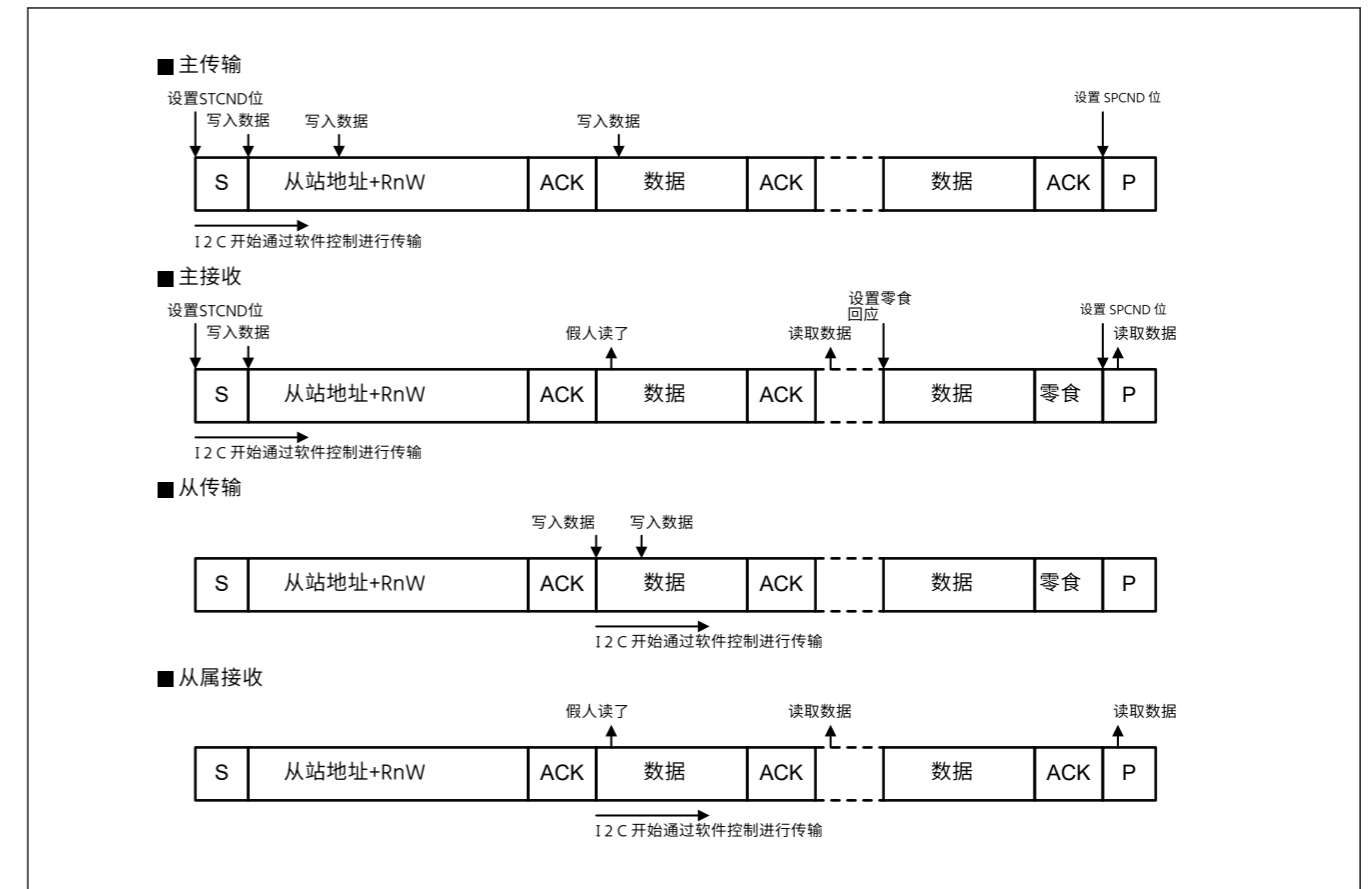 ■ 主传输
设置STCND位
设置 SPCND 位
写入数据 写入数据 写入数据
S 从站地址+RnW ACK 数据 ACK 数据 ACK P
I2C开始通过软件控制进行传输
■ 主接收
设置零食
回应
设置STCND位
设置 SPCND 位
写入数据 假人读了 读取数据 读取数据
S 从站地址+RnW ACK 数据 ACK 数据 零食 P
I2C开始通过软件控制进行传输
■ 从传输
写入数据 写入数据
S 从站地址+RnW ACK 数据 ACK 数据 零食 P
I2C开始通过软件控制进行传输
■ 从属接收
假人读了 读取数据 读取数据
S 从站地址+RnW ACK 数据 ACK 数据 ACK P
I2C开始通过软件控制进行传输